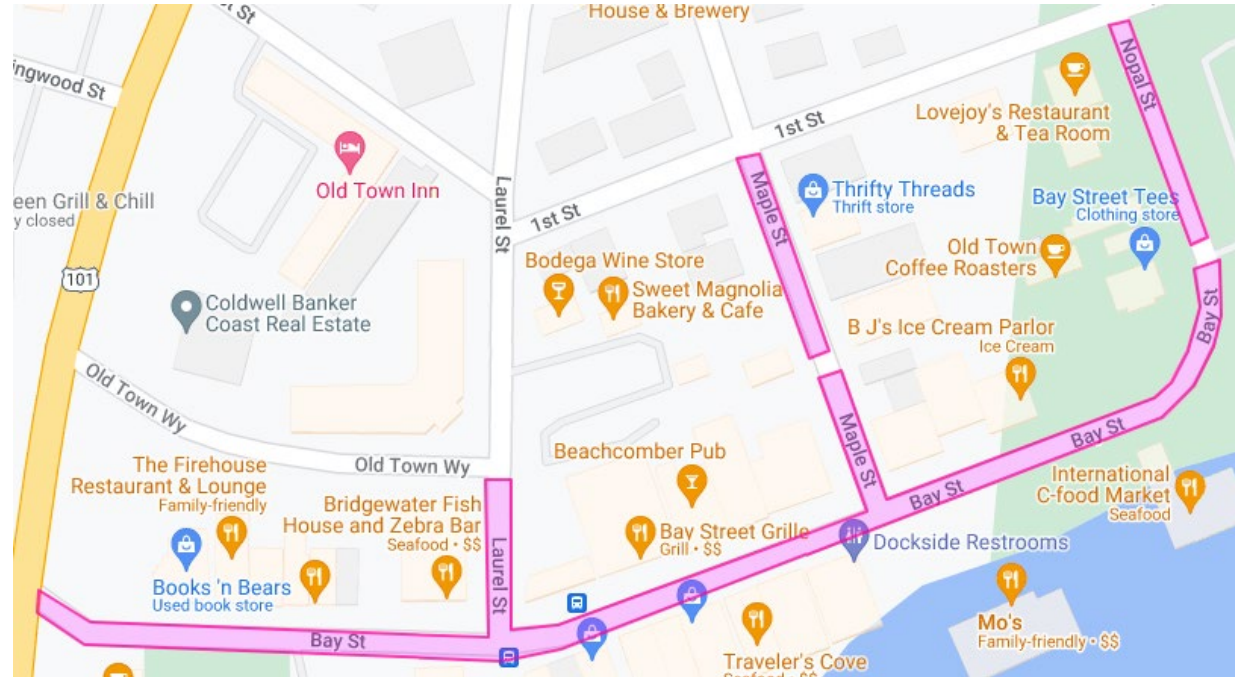 House & Brewery
St
ingwood St
Nopal St
Lovejoy's Restaurant
& Tea Room
1st St
Old Town Inn
Laurel St
Maple St
Thrifty Threads
Thrift store
een Grill & Chill
y closed
Bay Street Tees
Clothing store
1st St
Old Town
Coffee Roasters
Bodega Wine Store
101
Sweet Magnolia
Bakery & Cafe
Coldwell Banker
Coast Real Estate
Bay St
B J's Ice Cream Parlor
Ice Cream
Old Town Wy
Maple St
Bay St
Beachcomber Pub
Old Town Wy
The Firehouse
Restaurant & Lounge
Family-friendly
International
C-food Market
Seafood
Bay St
Bridgewater Fish
House and Zebra Bar
Seafood • $$
Bay Street Grille
Grill • $$
Dockside Restrooms
Laurel St
Books 'n Bears
Used book store
Mo's
Family-friendly • $$
Bay St
Traveler's Cove
Seafood • $$